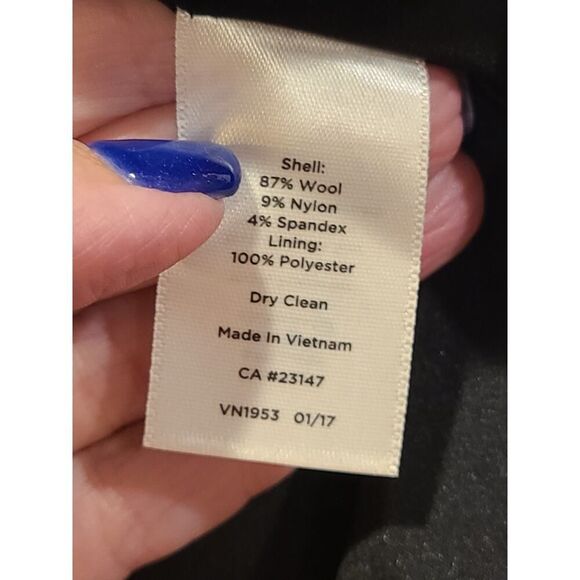 Shell:
87% Wool
9% Nylon
4% Spandex
Lining:
100% Polyester
Dry Clean
Made In Vietnam
CA #23147
VN1953 01/17